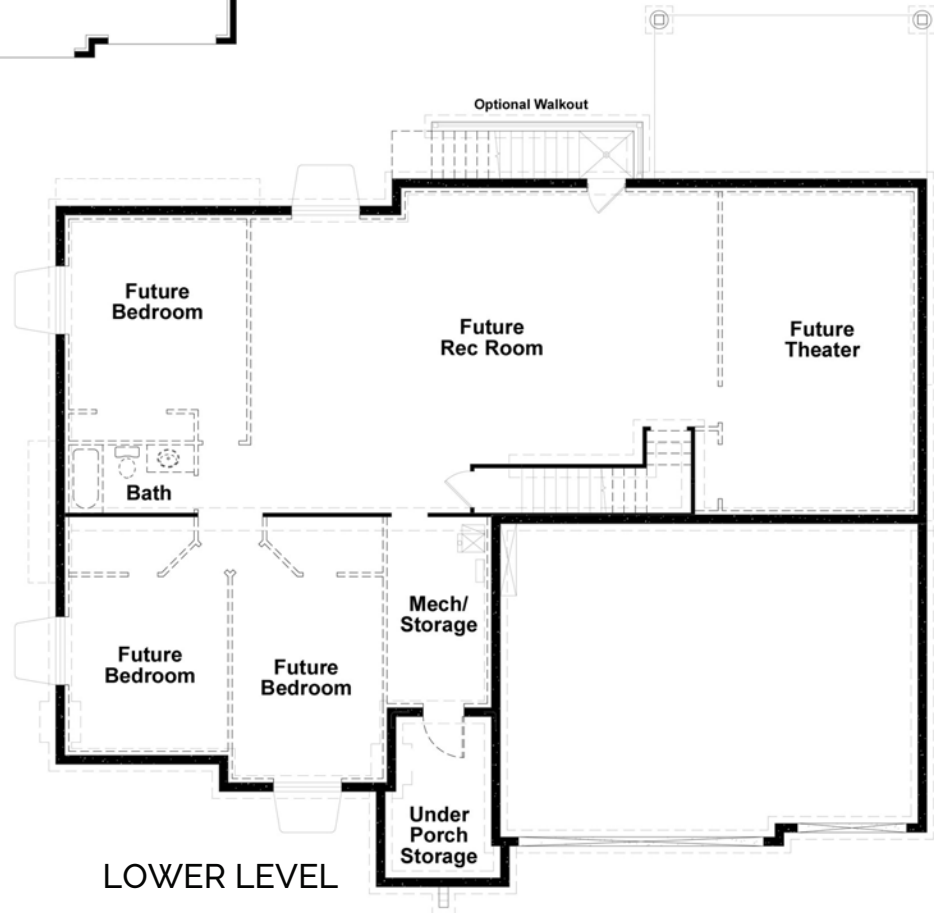 Optional Walkout
Future
Bedroom
Future
Rec Room
Future
Theater
Bath
Mech/
Storage
Future
Bedroom
Future
Bedroom
Under
Porch
Storage
LOWER LEVEL